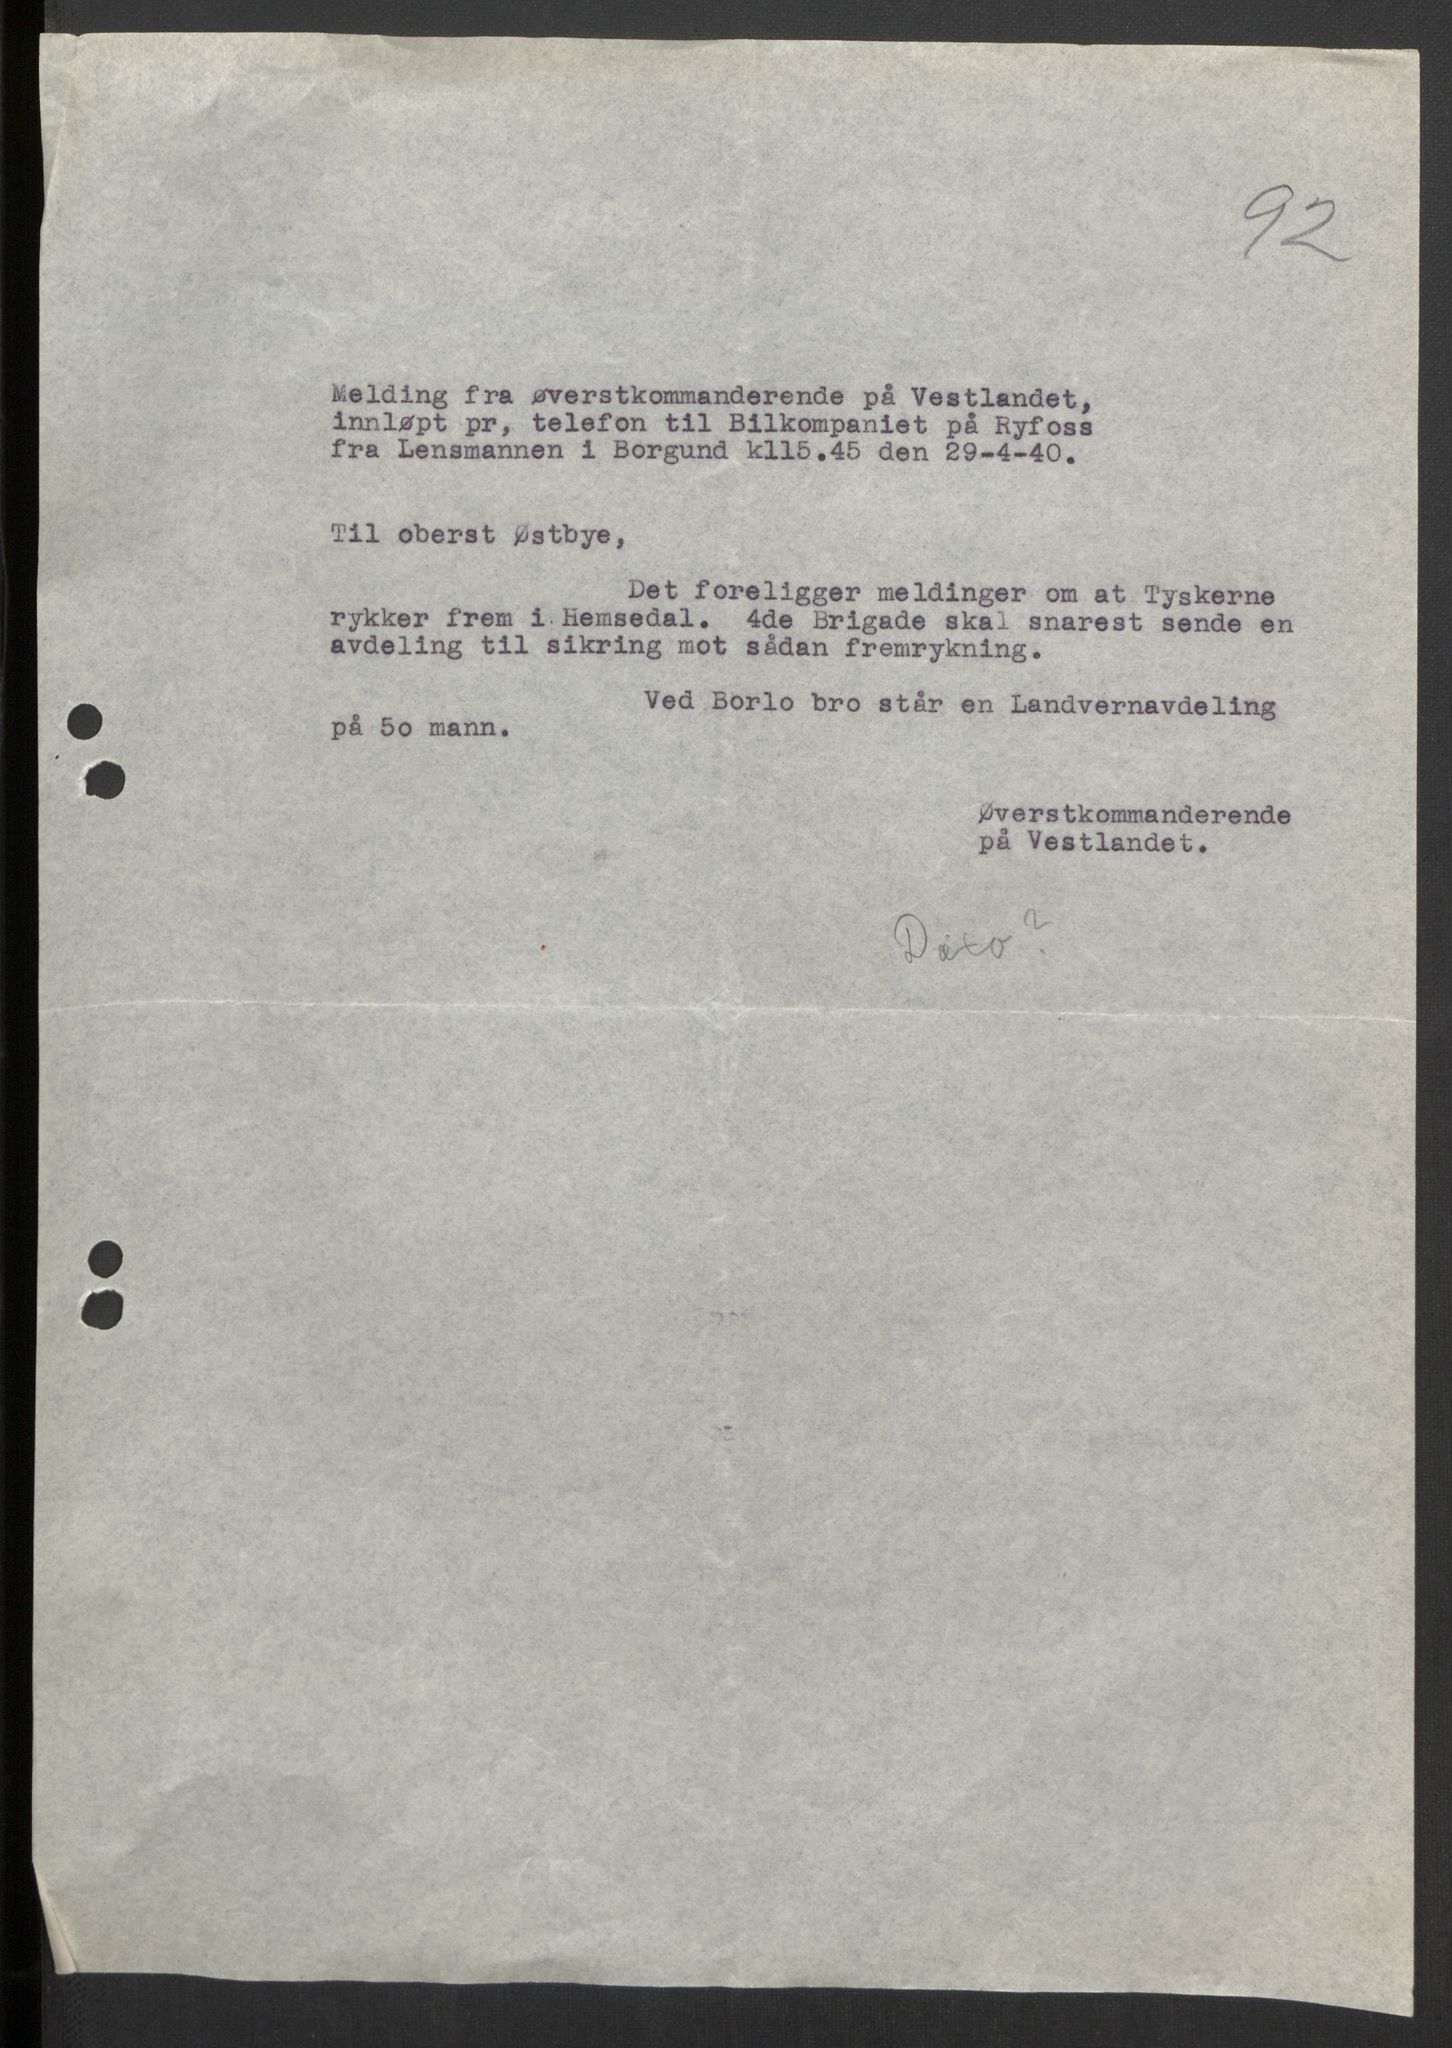 92
Melding fra øverstkommanderende på Vestlandet,
innløpt pr, telefon til Bilkompaniet på Ryfoss
fra Lensmannen i Borgund kl15.45 den 29-4-40.
Til oberst Østbye,
Det foreligger meldinger om at Tyskerne
rykker frem i Hemsedal. 4de Brigade skal snarest sende en
avdeling til sikring mot sådan fremrykning.
Ved Borlo bro står en Landvernavdeling
på 5o mann.
Øverstkommanderende
på Vestlandet.
Dato?